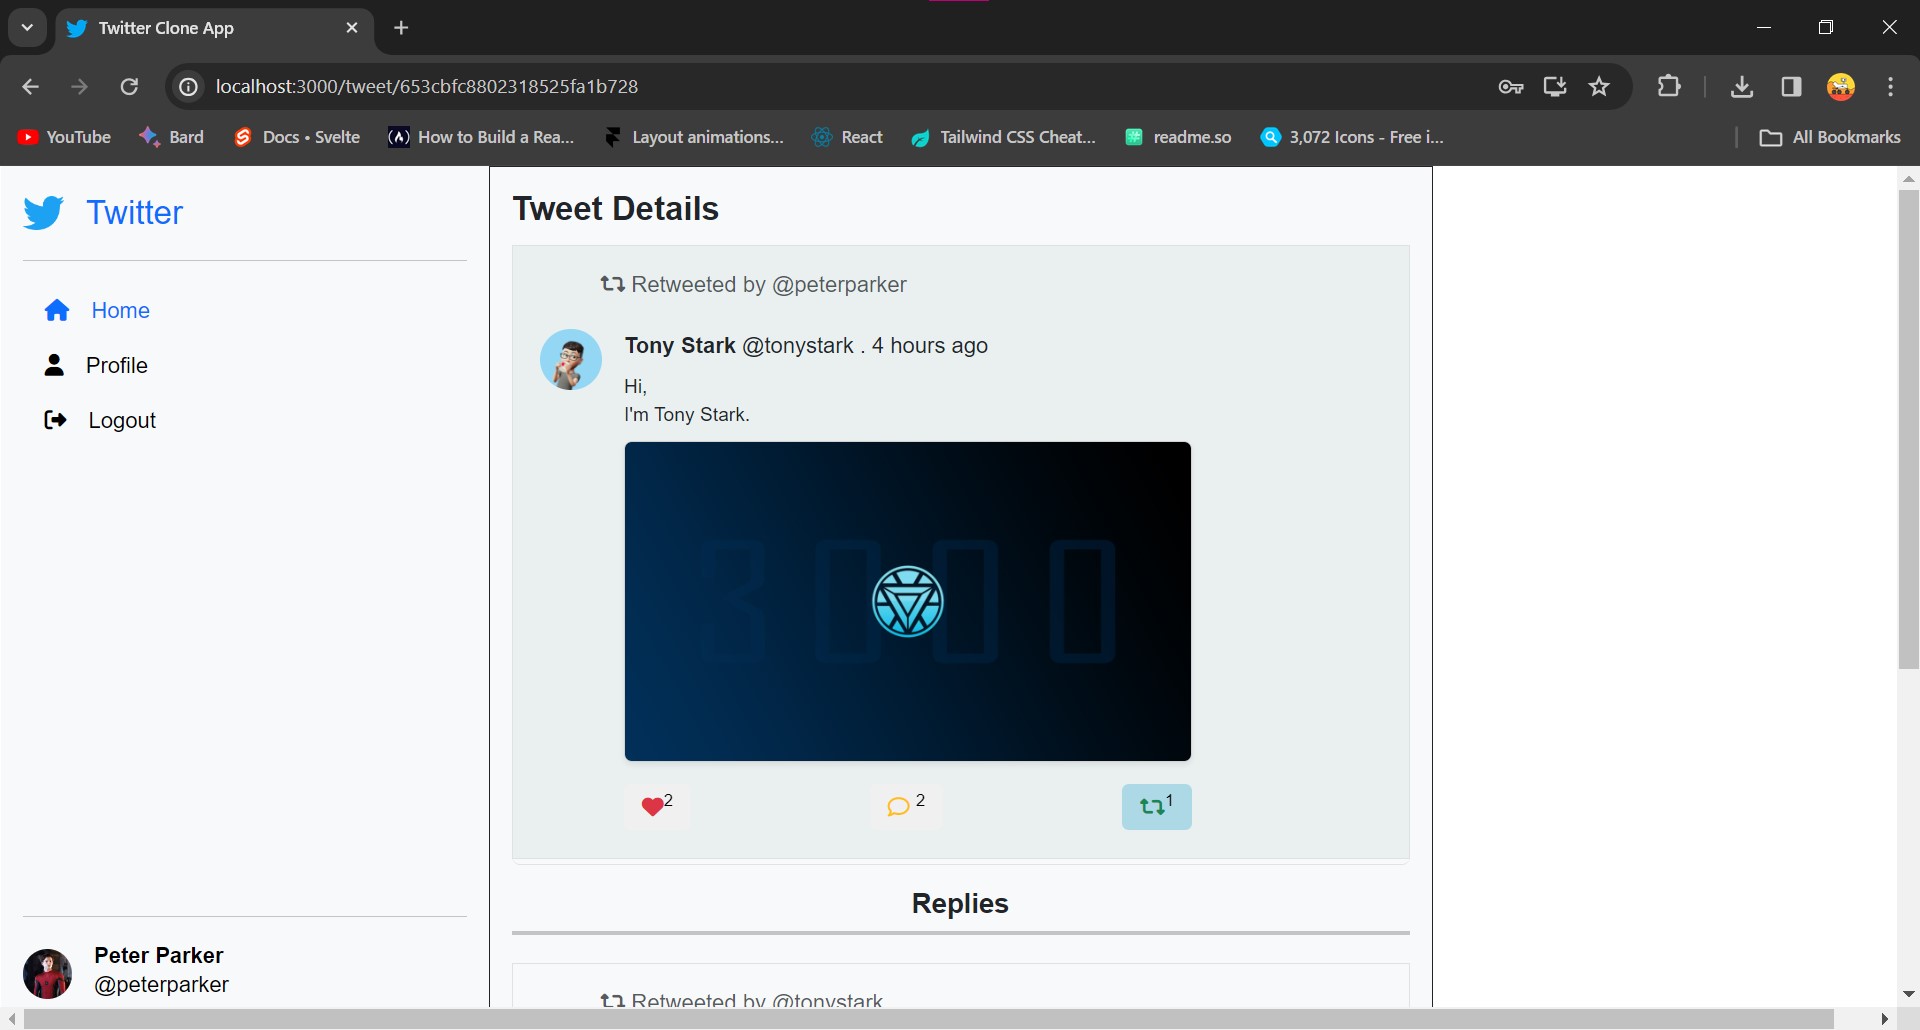 Twitter Clone App
localhost:3000/tweet/653cbfc8802318525fa1b728
YouTube
Bard
Docs • Svelte
How to Build a Rea...
Layout animations...
React
Tailwind CSS Cheat...
readme.so
3,072 Icons - Free i...
All Bookmarks
Twitter
Home
Profile
Logout
Peter Parker
@peterparker
Tweet Details
Retweeted by @peterparker
Tony Stark @tonystark . 4 hours ago
Hi,
I'm Tony Stark.
3000
2
2
1
Replies
Retweeted by @tonystark